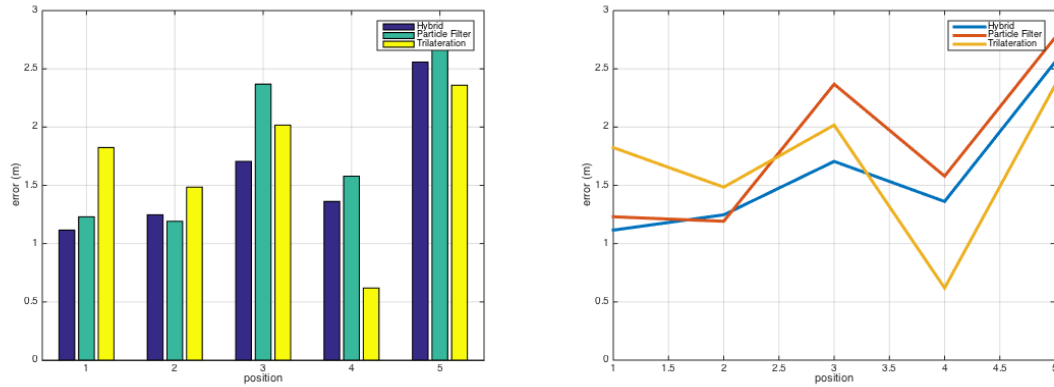 3
2.5
2
1.5
1
0.5
0
error (m)
1 2 3 4 5
position
Hybrid
Particle Filter
Trilateration
3
2.5
2
1.5
1
0.5
0
error (m)
1 1.5 2 2.5 3 3.5 4 4.5 5
position
Hybrid
Particle Filter
Trilateration